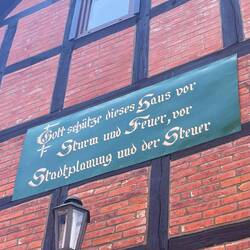 Gott schütze dieses Haus vor
Sturm und Feuer, vor
Stadtplanung und der Steuer